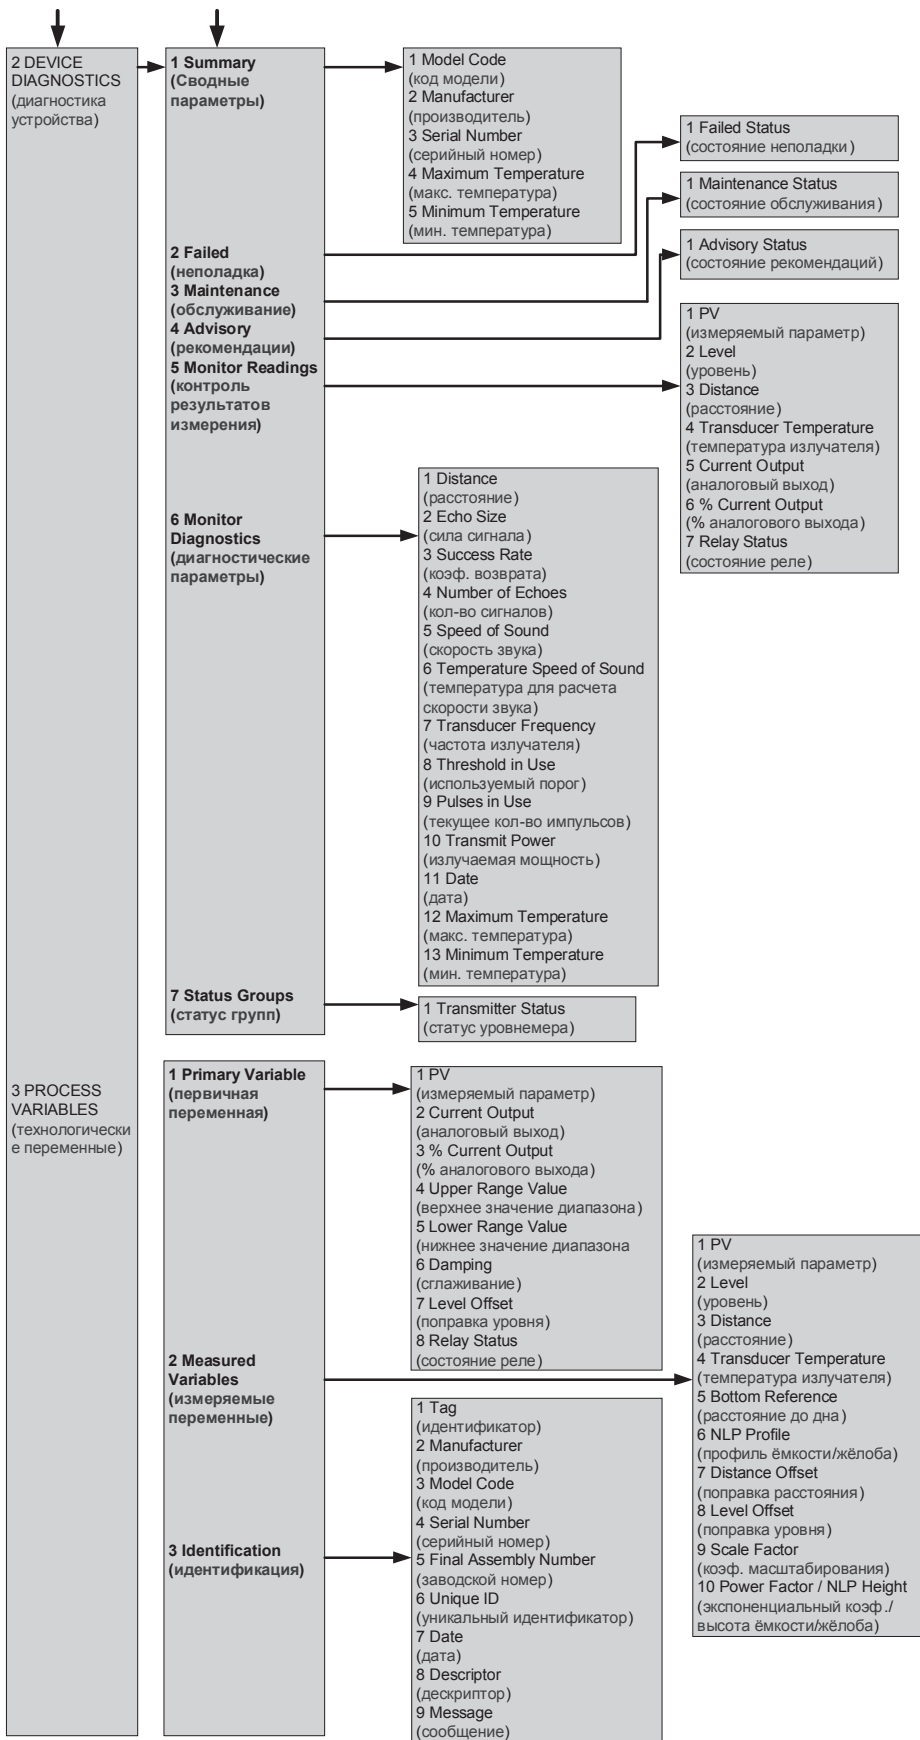 2 DEVICE
DIAGNOSTICS
(диагностика
устройства)
1 Summary
(Сводные
параметры)
1 Model Code
(код модели)
2 Manufacturer
(производитель)
3 Serial Number
(серийный номер)
4 Maximum Temperature
(макс. температура)
5 Minimum Temperature
(мин. температура)
2 Failed
(неполадка)
3 Maintenance
(обслуживание)
4 Advisory
(рекомендации)
5 Monitor Readings
(контроль
результатов
измерения)
1 Failed Status
(состояние неполадки)
1 Maintenance Status
(состояние обслуживания)
1 Advisory Status
(состояние рекомендаций)
1 PV
(измеряемый параметр)
2 Level
(уровень)
3 Distance
(расстояние)
4 Transducer Temperature
(температура излучателя)
5 Current Output
(аналоговый выход)
6 % Current Output
(% аналогового выхода)
7 Relay Status
(состояние реле)
6 Monitor
Diagnostics
(диагностические
параметры)
1 Distance
(расстояние)
2 Echo Size
(сила сигнала)
3 Success Rate
(коэф. возврата)
4 Number of Echoes
(кол-во сигналов)
5 Speed of Sound
(скорость звука)
6 Temperature Speed of Sound
(температура для расчета
скорости звука)
7 Transducer Frequency
(частота излучателя)
8 Threshold in Use
(используемый порог)
9 Pulses in Use
(текущее кол-во импульсов)
10 Transmit Power
(излучаемая мощность)
11 Date
(дата)
12 Maximum Temperature
(макс. температура)
13 Minimum Temperature
(мин. температура)
7 Status Groups
(статус групп)
1 Transmitter Status
(статус уровнемера)
3 PROCESS
VARIABLES
(технологически
е переменные)
1 Primary Variable
(первичная
переменная)
1 PV
(измеряемый параметр)
2 Current Output
(аналоговый выход)
3 % Current Output
(% аналогового выхода)
4 Upper Range Value
(верхнее значение диапазона)
5 Lower Range Value
(нижнее значение диапазона
6 Damping
(сглаживание)
7 Level Offset
(поправка уровня)
8 Relay Status
(состояние реле)
2 Measured
Variables
(измеряемые
переменные)
1 PV
(измеряемый параметр)
2 Level
(уровень)
3 Distance
(расстояние)
4 Transducer Temperature
(температура излучателя)
5 Bottom Reference
(расстояние до дна)
6 NLP Profile
(профиль ёмкости/жёлоба)
7 Distance Offset
(поправка расстояния)
8 Level Offset
(поправка уровня)
9 Scale Factor
(коэф. масштабирования)
10 Power Factor / NLP Height
(экспоненциальный коэф./
высота ёмкости/жёлоба)
3 Identification
(идентификация)
1 Tag
(идентификатор)
2 Manufacturer
(производитель)
3 Model Code
(код модели)
4 Serial Number
(серийный номер)
5 Final Assembly Number
(заводской номер)
6 Unique ID
(уникальный идентификатор)
7 Date
(дата)
8 Descriptor
(дескриптор)
9 Message
(сообщение)